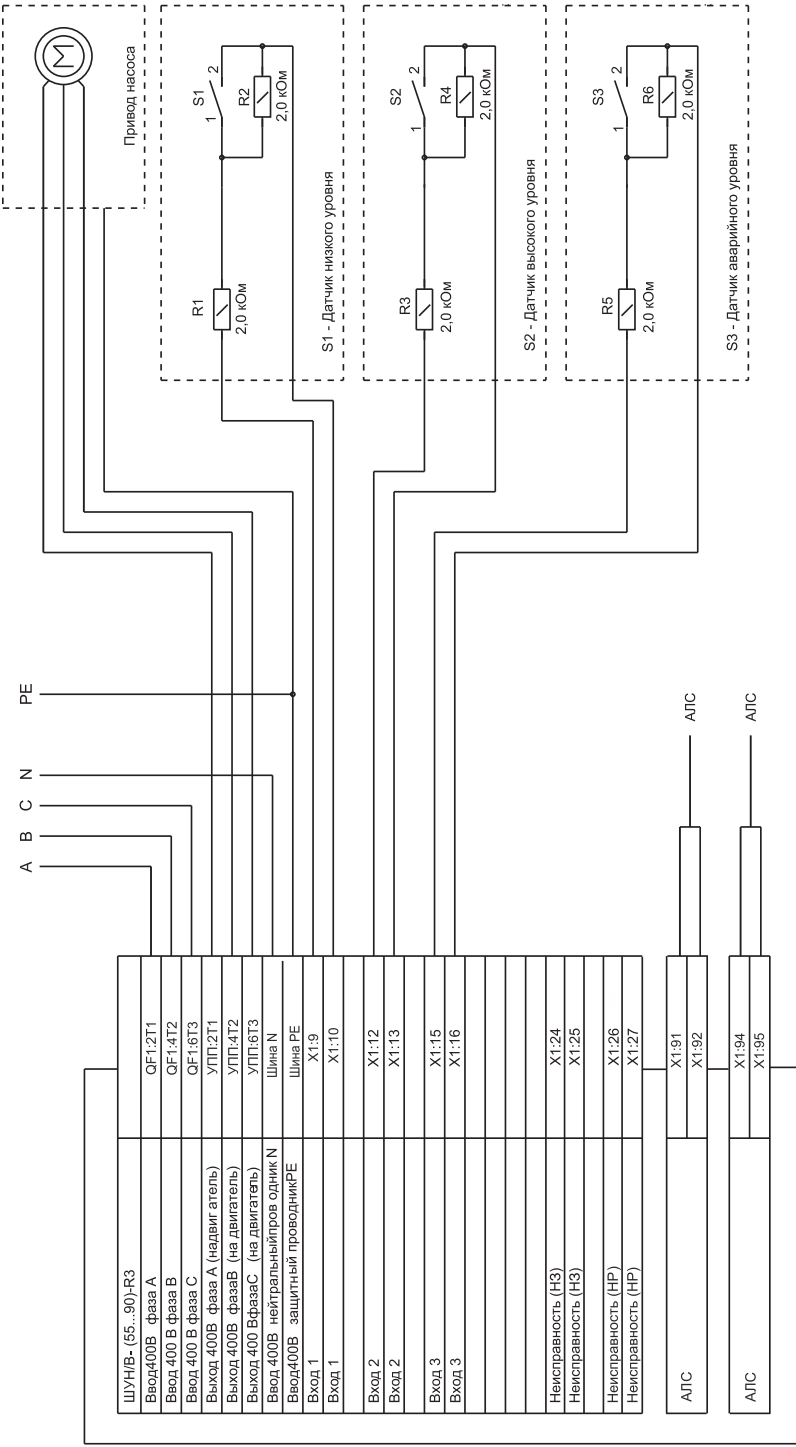 ШУН/В- (55...90)-R3
Ввод400В фаза А QF1:2T1
Ввод 400 В фаза В QF1:4T2
Ввод 400 В фаза С QF1:6T3
Выход 400В фаза А (надвиг атель) УПП:2Т1
Выход 400В фазаВ (на двигатель) УПП:4Т2
Выход 400 ВфазаС (на двигатель) УПП:6Т3
Ввод 400В нейтральныйпров одник N Шина N
Ввод400В защитный проводникРЕ Шина РЕ
Вход 1 X1:9
Вход 1 X1:10
Вход 2 X1:12
Вход 2 X1:13
Вход 3 X1:15
Вход 3 X1:16
Неисправность (НЗ) X1:24
Неисправность (НЗ) X1:25
Неисправность (НР) X1:26
Неисправность (НР) X1:27
АЛС
X1:91
X1:92
АЛС
АЛС
X1:94
X1:95
АЛС
A
B
C
N
PE
M
Привод насоса
S1
1 2
R1
2,0 кОм
R2
2,0 кОм
S1 - Датчик низкого уровня
S2
1 2
R3
2,0 кОм
R4
2,0 кОм
S2 - Датчик высокого уровня
S3
1 2
R5
2,0 кОм
R6
2,0 кОм
S3 - Датчик аварийного уровня